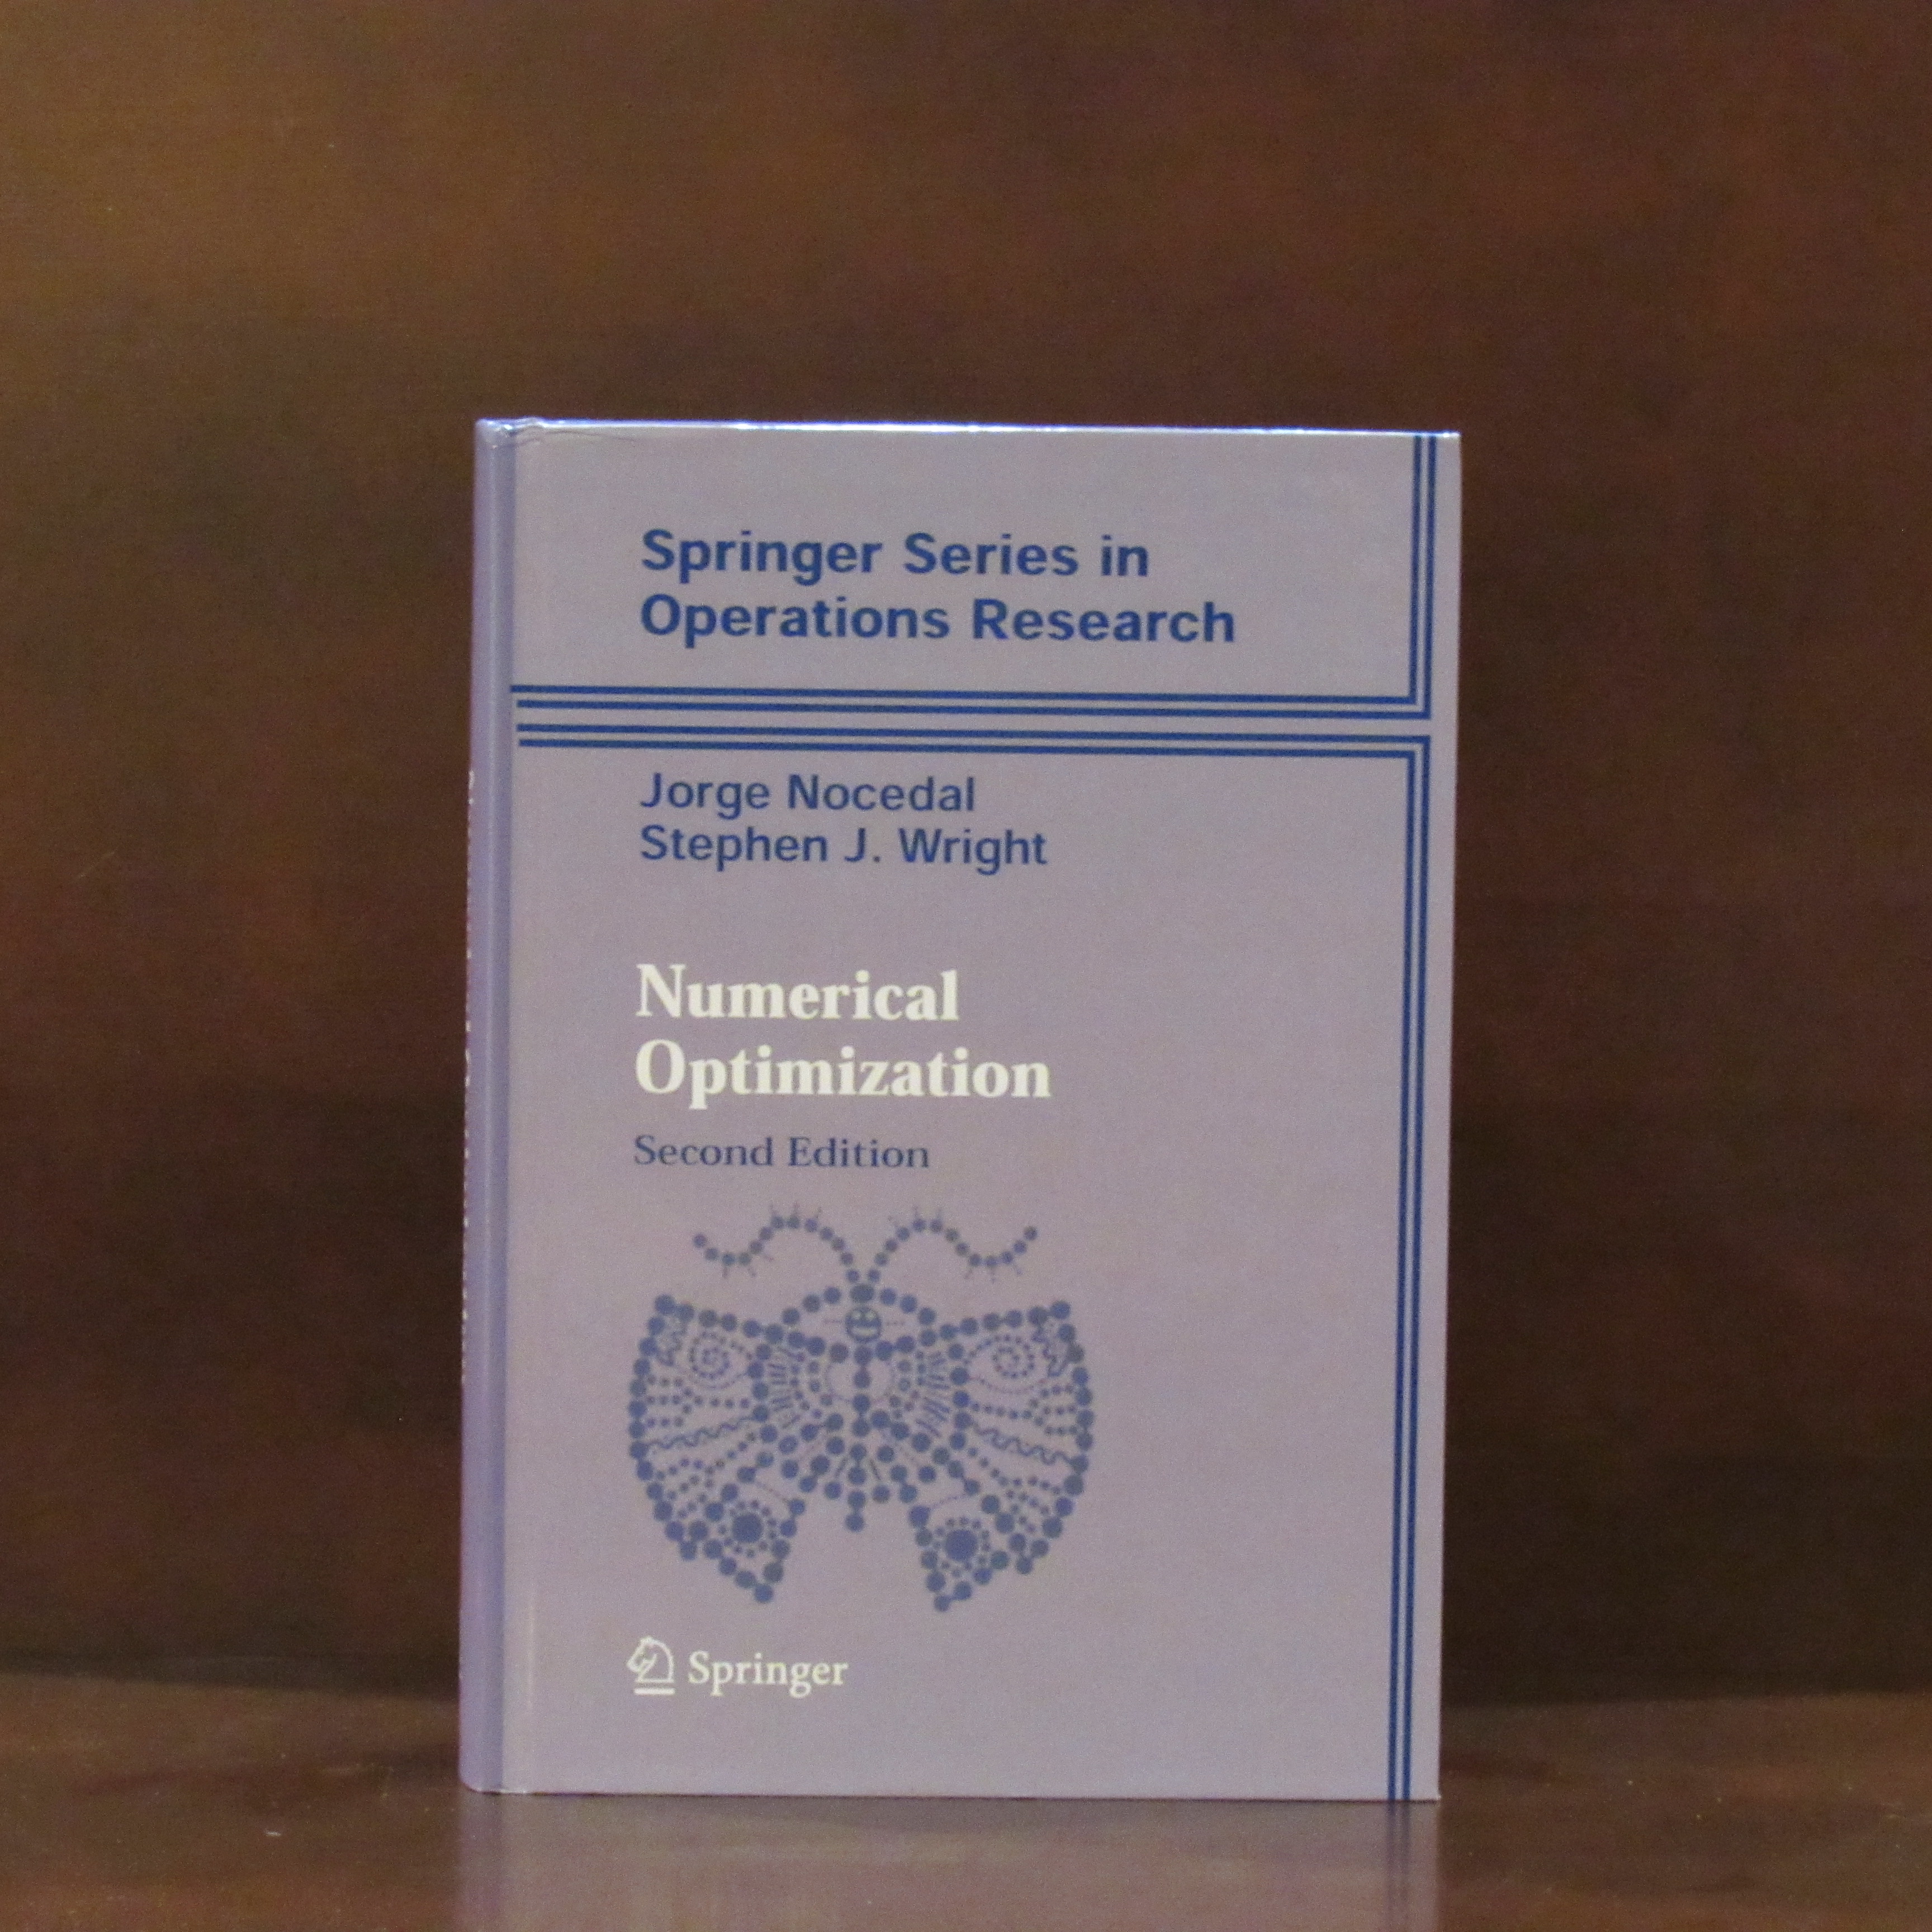 Springer Series in
Operations Research
Jorge Nocedal
Stephen J. Wright
Numerical
Optimization
Second Edition
Springer